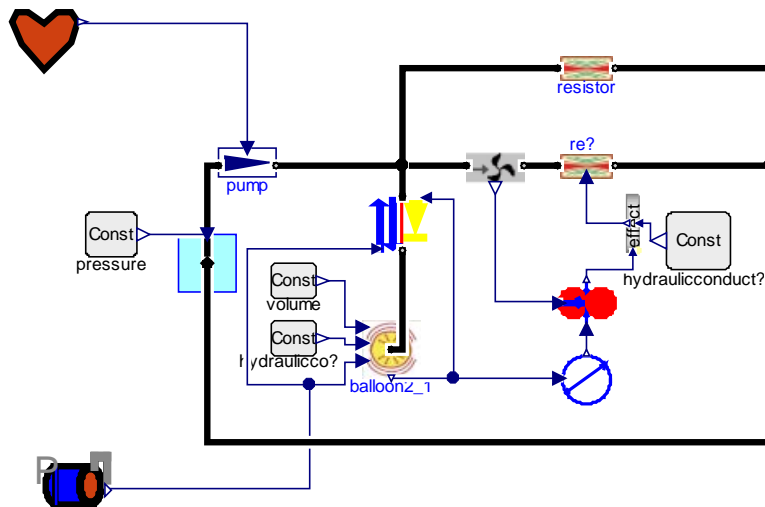 resistor
re?
pump
Const
pressure
effect
Const
hydraulicconduct?
Const
volume
Const
hydraulicco?
balloon2_1
P